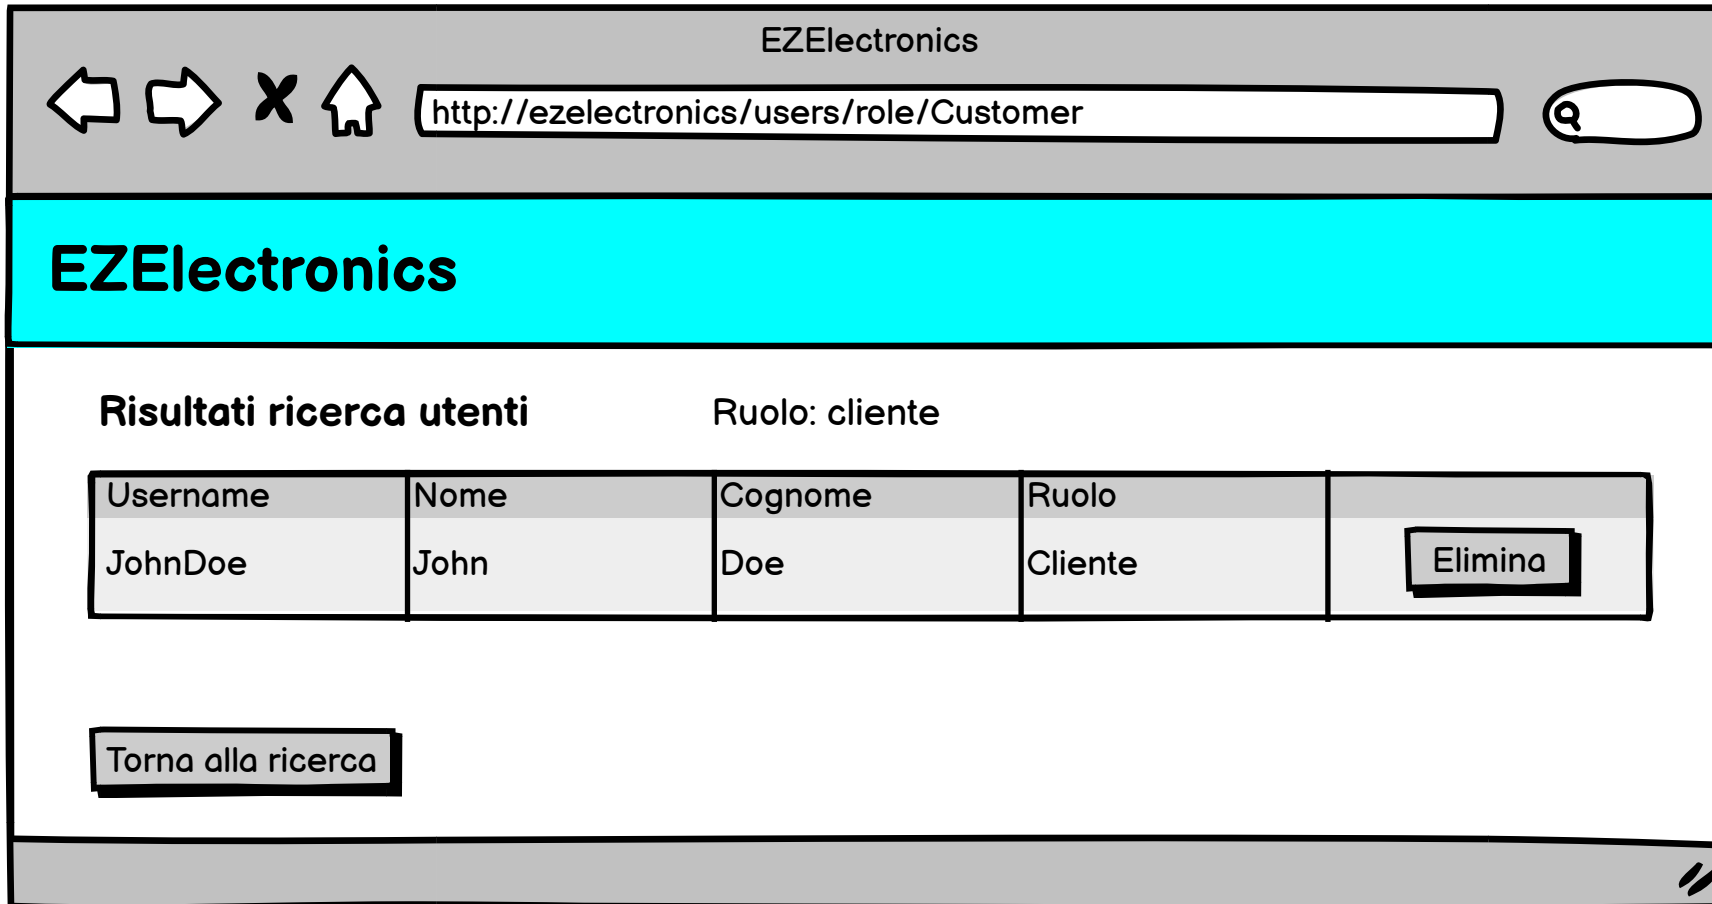 EZElectronics
http://ezelectronics/users/role/Customer
EZElectronics
Risultati ricerca utenti Ruolo: cliente
Username Nome Cognome Ruolo
JohnDoe John Doe Cliente Elimina
Torna alla ricerca